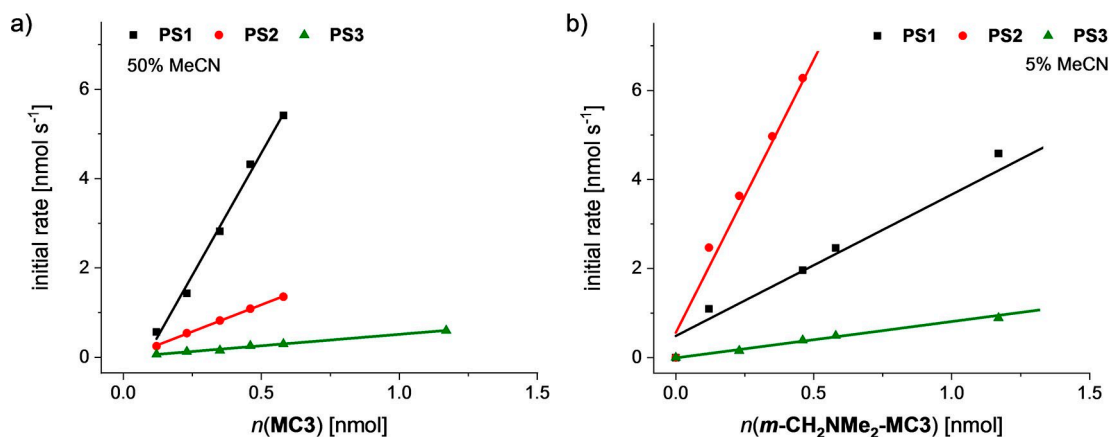 a)
PS1 PS2 PS3
50% MeCN
initial rate [nmol s⁻¹]
6
4
2
0
0.0 0.5 1.0 1.5
n(MC3) [nmol]
b)
PS1 PS2 PS3
5% MeCN
initial rate [nmol s⁻¹]
6
4
2
0
0.0 0.5 1.0 1.5
n(m-CH₂NMe₂-MC3) [nmol]